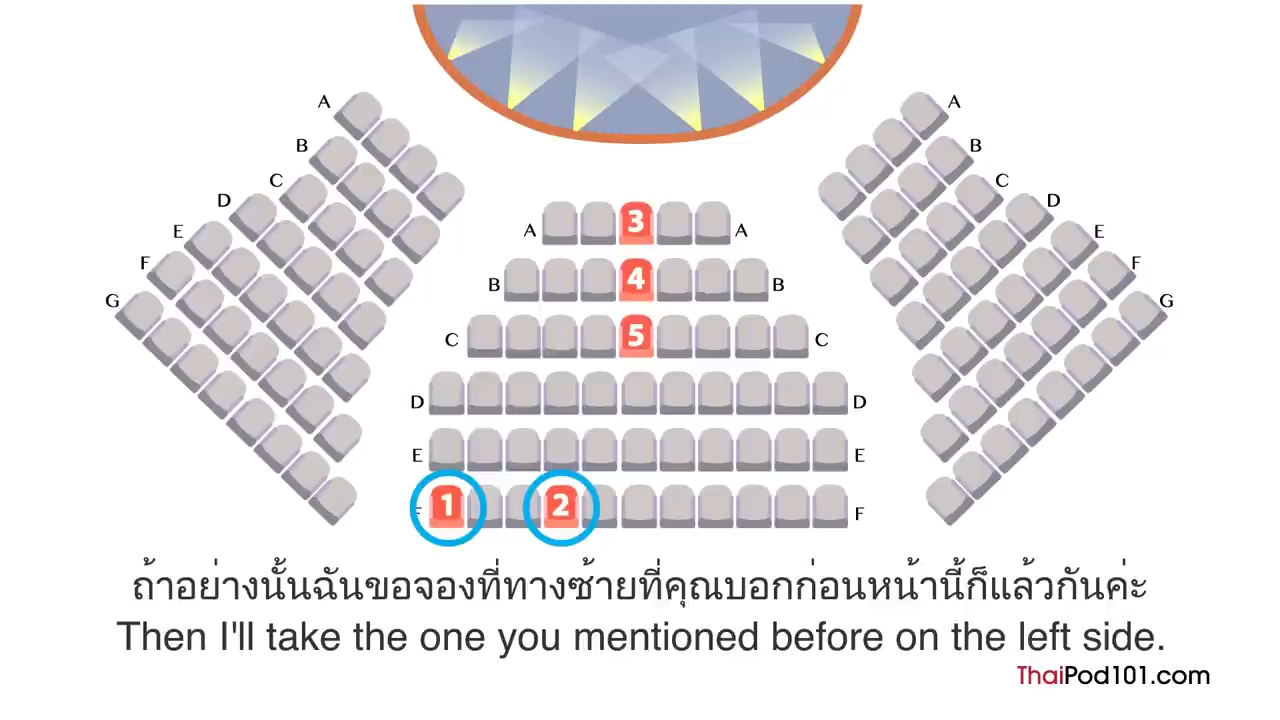 A
A
B
B
C
C
D
D
E
E
F
F
G
G
A
3
A
B
4
B
C
5
C
D
D
E
E
F
1
2
F
ถ้าอย่างนั้นฉันขอจองที่ทางซ้ายที่คุณบอกก่อนหน้านี้ก็แล้วกันค่ะ
Then I'll take the one you mentioned before on the left side.
ThaiPod101.com